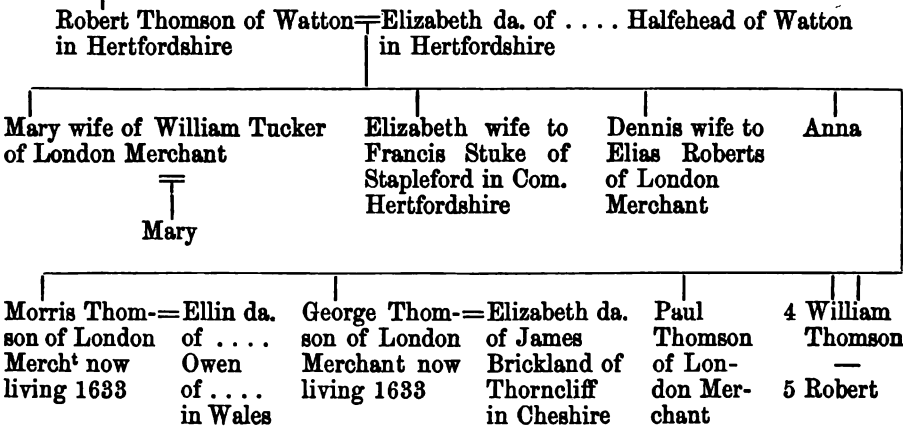 Robert Thomson of Watton=Elizabeth da. of . . . . Halfehead of Watton
in Hertfordshire
in Hertfordshire
Mary wife of William Tucker
of London Merchant
Mary
Elizabeth wife to
Francis Stuke of
Stapleford in Com.
Hertfordshire
Dennis wife to
Elias Roberts
of London
Merchant
Anna
Morris Thom-
son of London
Mercht now
living 1633
=Ellin da.
of . . . .
Owen
of . . . .
in Wales
George Thom-
son of London
Merchant now
living 1633
=Elizabeth da.
of James
Brickland of
Thorncliff
in Cheshire
Paul
Thomson
of Lon-
don Mer-
chant
4 William
Thomson
—
5 Robert